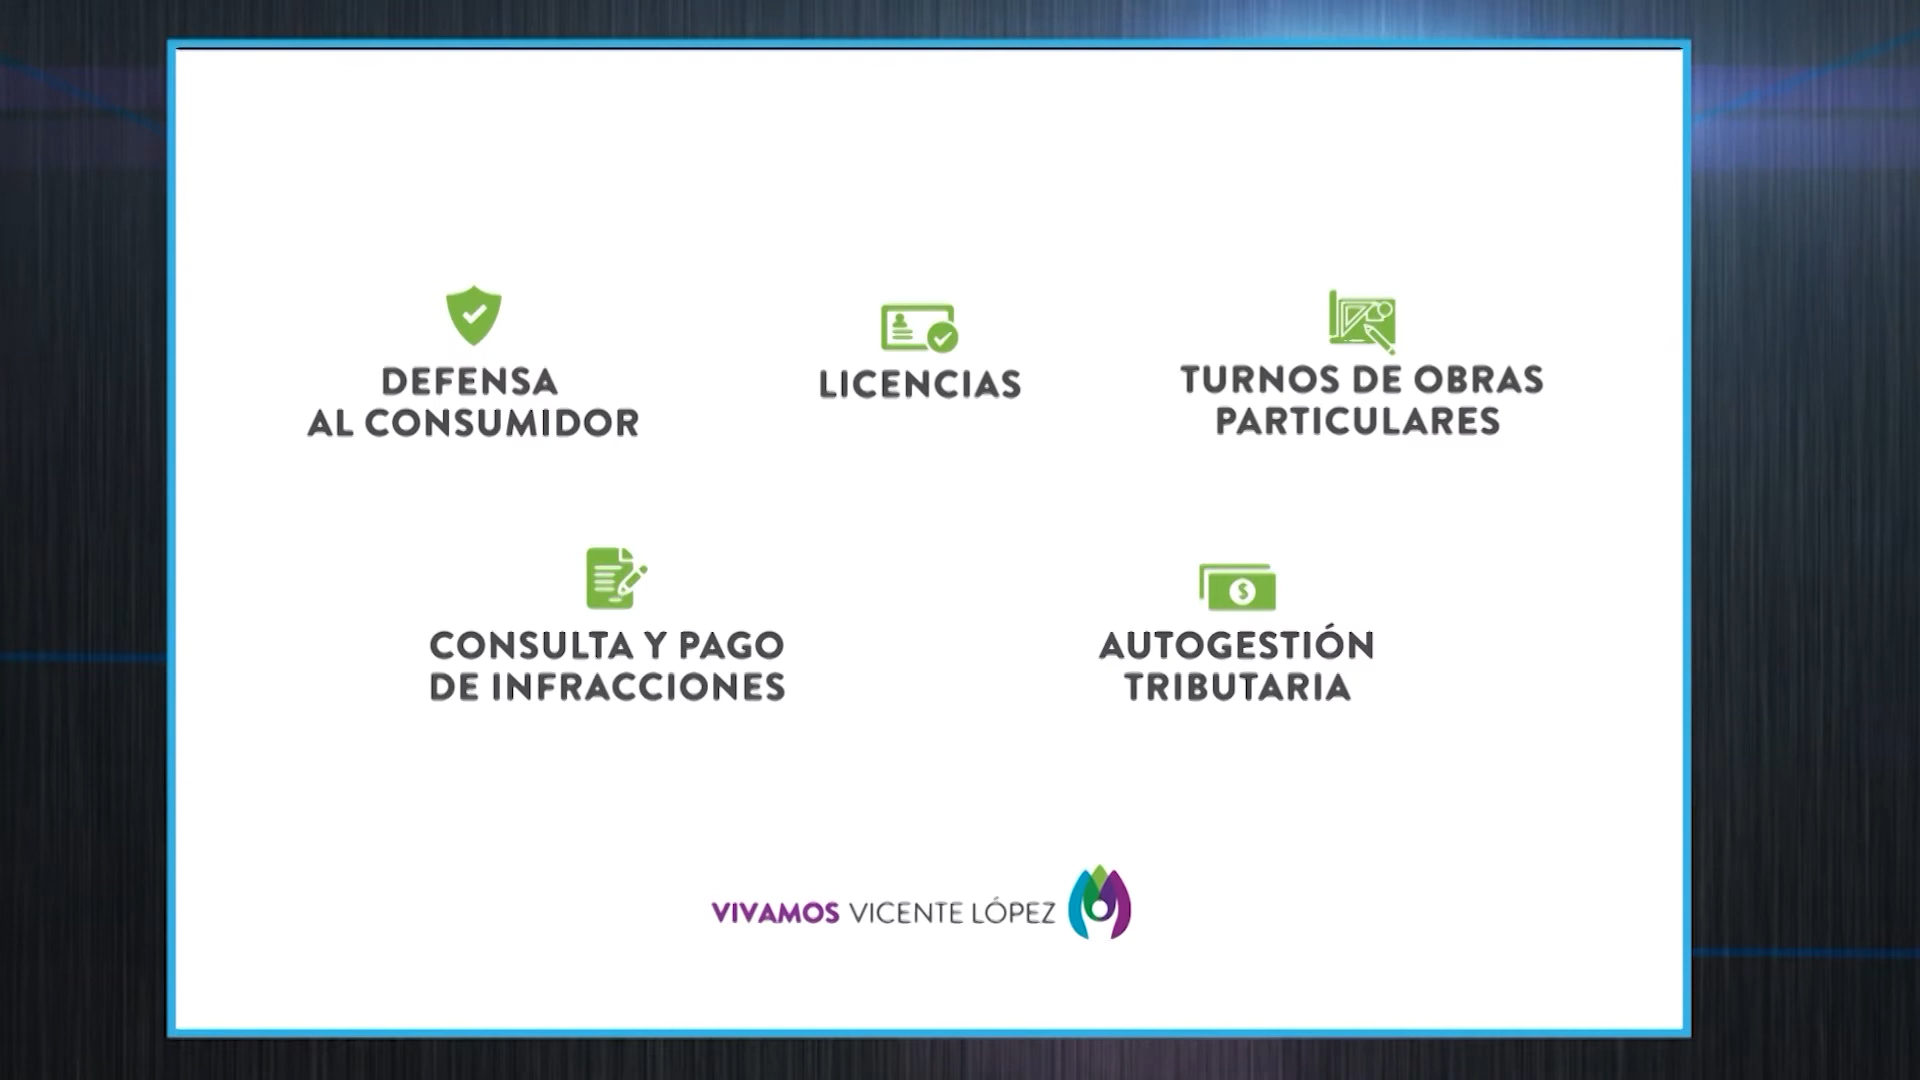 DEFENSA
AL CONSUMIDOR
LICENCIAS
TURNOS DE OBRAS
PARTICULARES
CONSULTA Y PAGO
DE INFRACCIONES
AUTOGESTIÓN
TRIBUTARIA
VIVAMOS VICENTE LÓPEZ